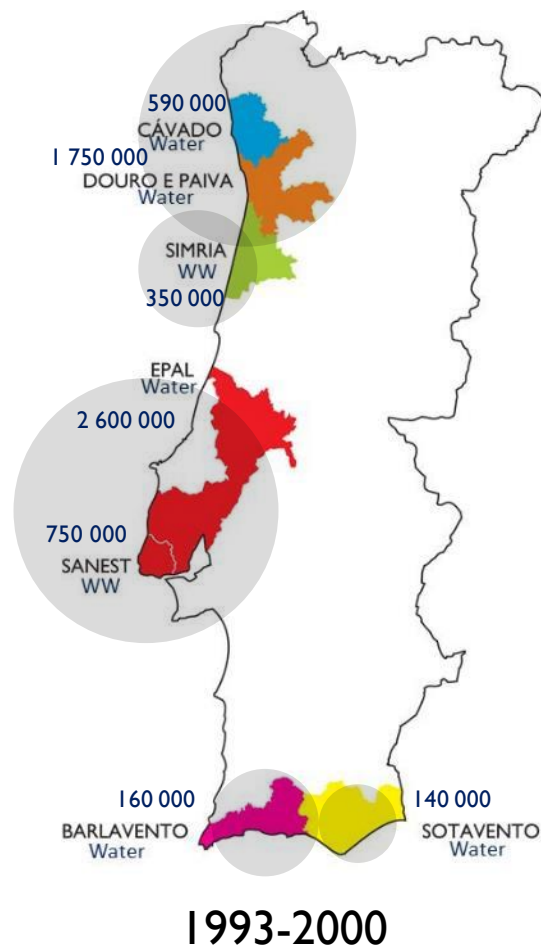 590 000
CÁVADO
Water
1 750 000
DOURO E PAIVA
Water
SIMRIA
WW
350 000
EPAL
Water
2 600 000
750 000
SANEST
WW
160 000
BARLAVENTO
Water
140 000
SOTAVENTO
Water
1993-2000